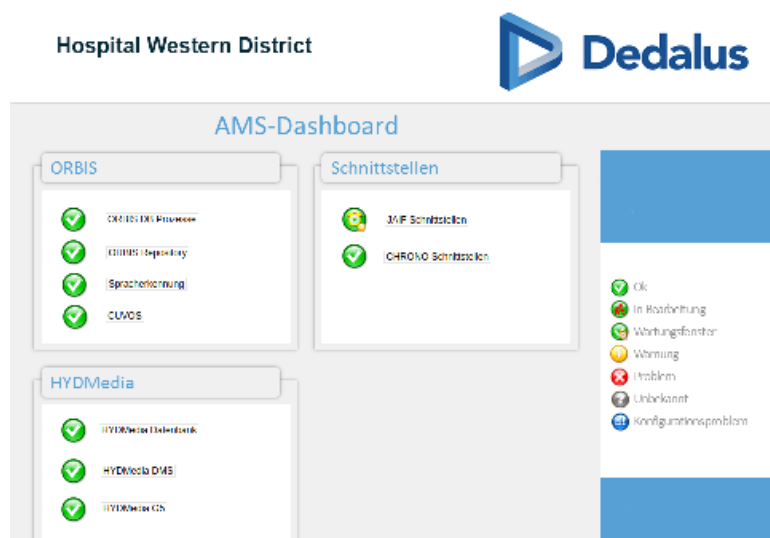 Hospital Western District
Dedalus
AMS-Dashboard
ORBIS
ORBIS DB Prozesse
ORBIS Repository
Spracherkennung
CUVOS
Schnittstellen
JAIF Schnittstellen
CHRONO Schnittstellen
HYDMedia
HYDMedia Datenbank
HYDMedia DMS
HYDMedia G5
Ok
In Bearbeitung
Wartungsfenster
Warnung
Problem
Unbekannt
Konfigurationsproblem